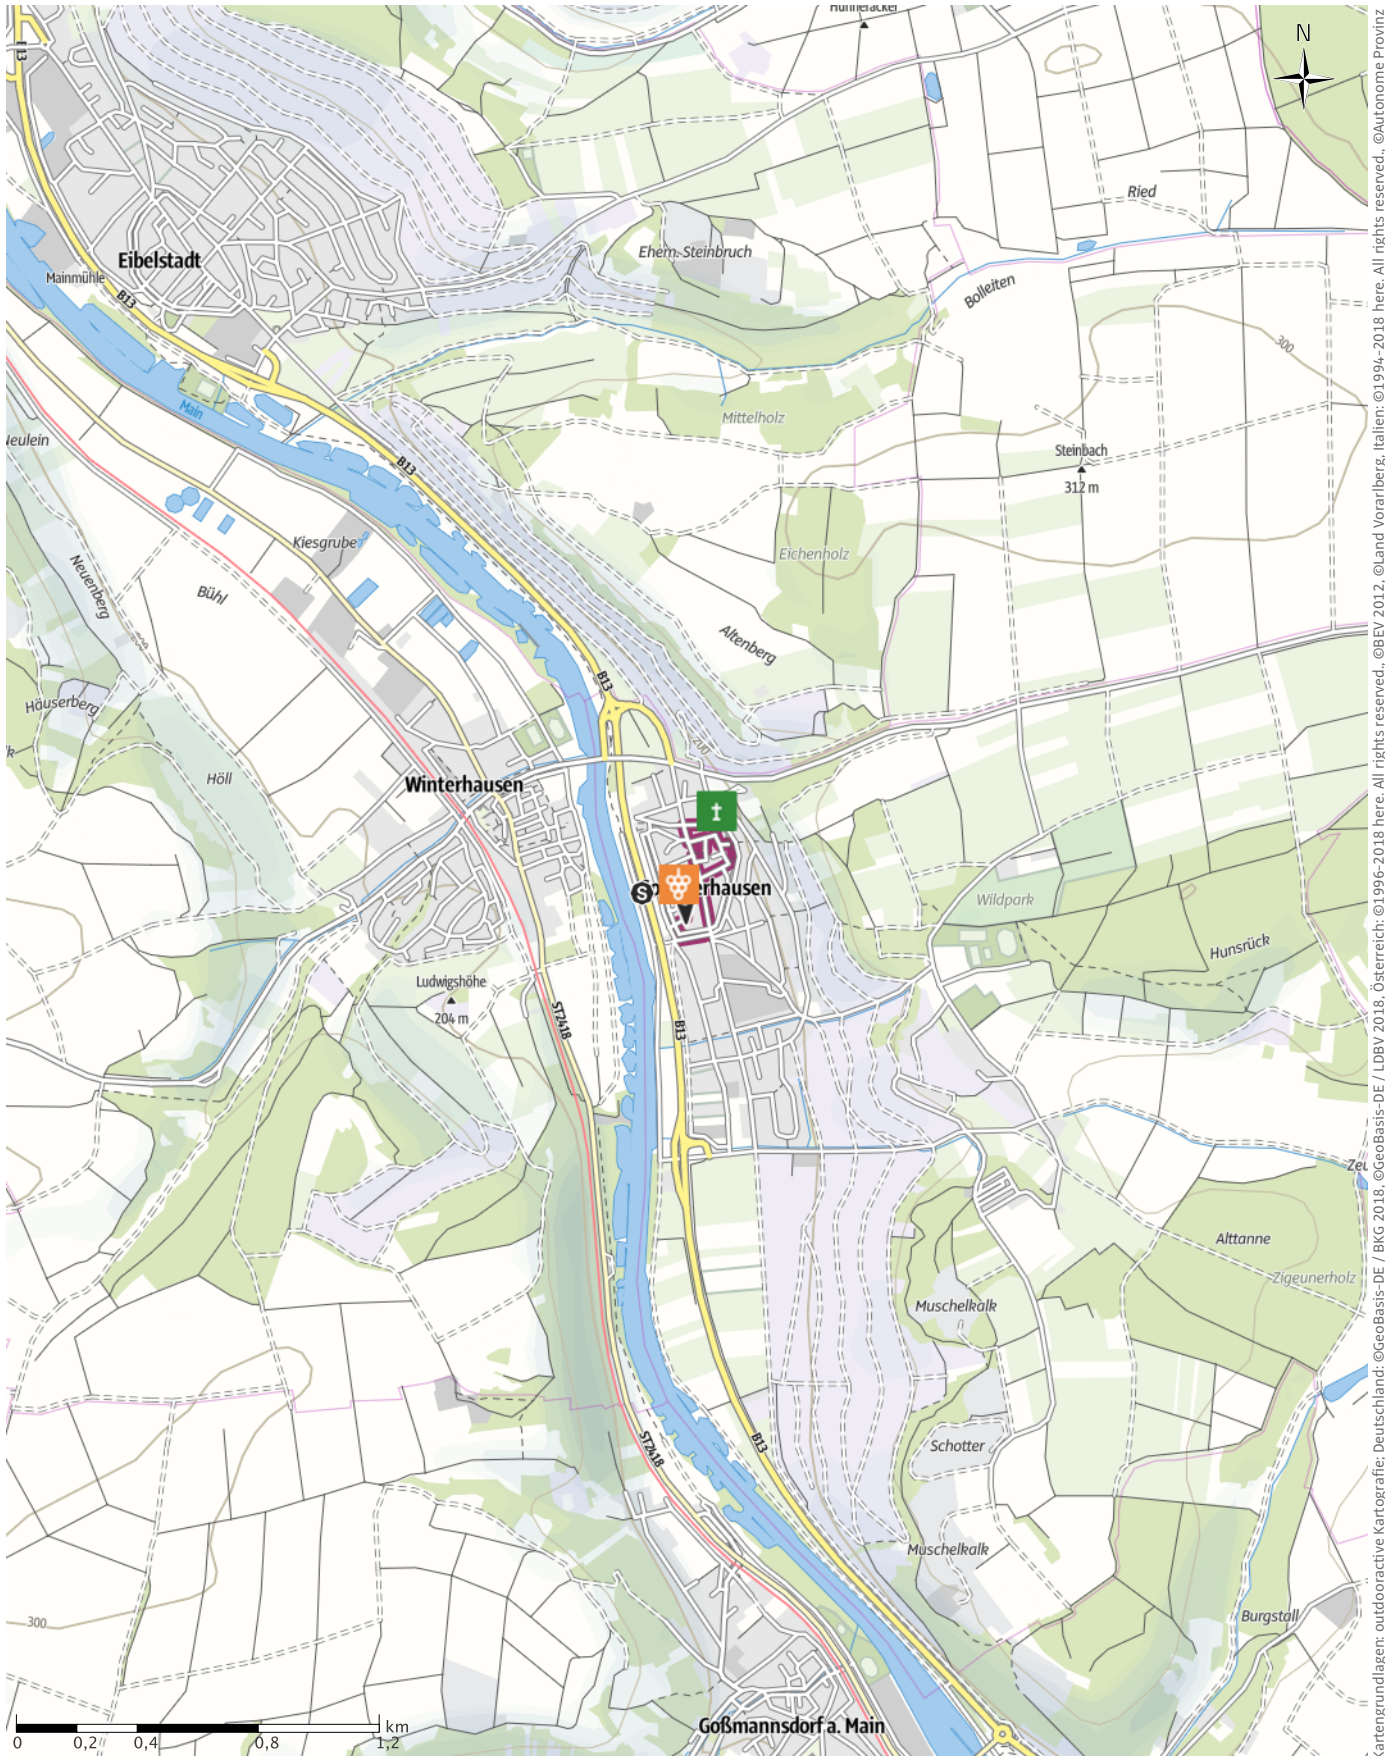 N
B13
Ried
Eibelstadt
Ehem. Steinbruch
Mainmühle
B13
Bolleiten
300
Main
Mittelholz
Neulein
B13
Steinbach
312 m
Kiesgrube
Eichenholz
Neuenberg
Bühl
200
Altenberg
B13
Häuserberg
200
Höll
Winterhausen
S
Wildpark
Hunsrück
Ludwigshöhe
204 m
ST2418
B13
Alttanne
Zigeunerholz
Muschelkalk
B13
ST2418
Schotter
Muschelkalk
300
Burgstall
Goßmannsdorf a. Main
km
0 0,2 0,4 0,8 1,2
artengrundlagen: outdooractive Kartografie; Deutschland: ©GeoBasis-DE / BKG 2018, ©GeoBasis-DE / LDBV 2018, Österreich: ©1996-2018 here. All rights reserved., ©BEV 2012, ©Land Vorarlberg, Italien: ©1994-2018 here. All rights reserved., ©Autonome Provinz